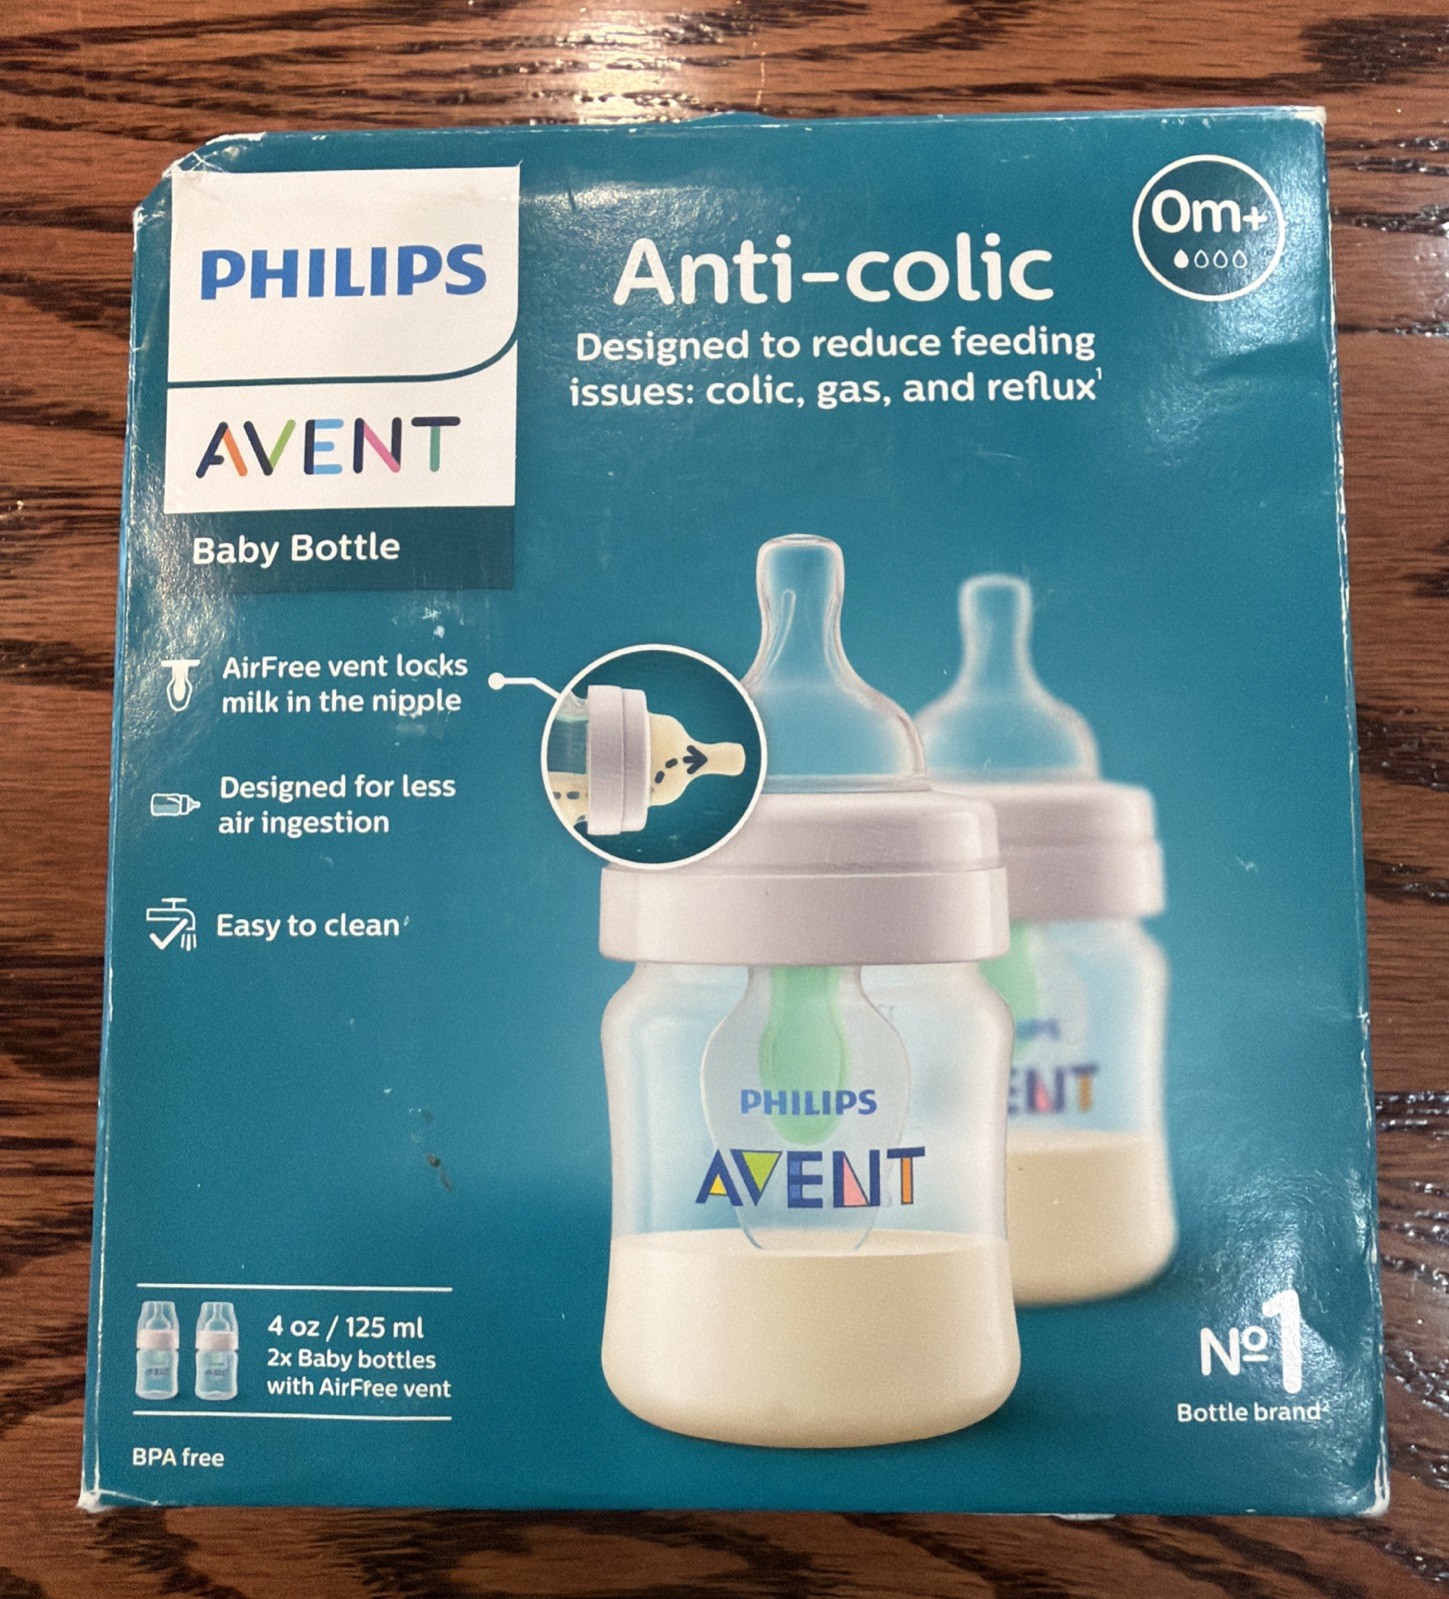 PHILIPS
AVENT
Baby Bottle
Anti-colic
Designed to reduce feeding
issues: colic, gas, and reflux¹
0m+
AirFree vent locks
milk in the nipple
Designed for less
air ingestion
Easy to clean
PHILIPS
AVENT
ENT
4 oz / 125 ml
2x Baby bottles
with AirFree vent
BPA free
Nº1
Bottle brand²